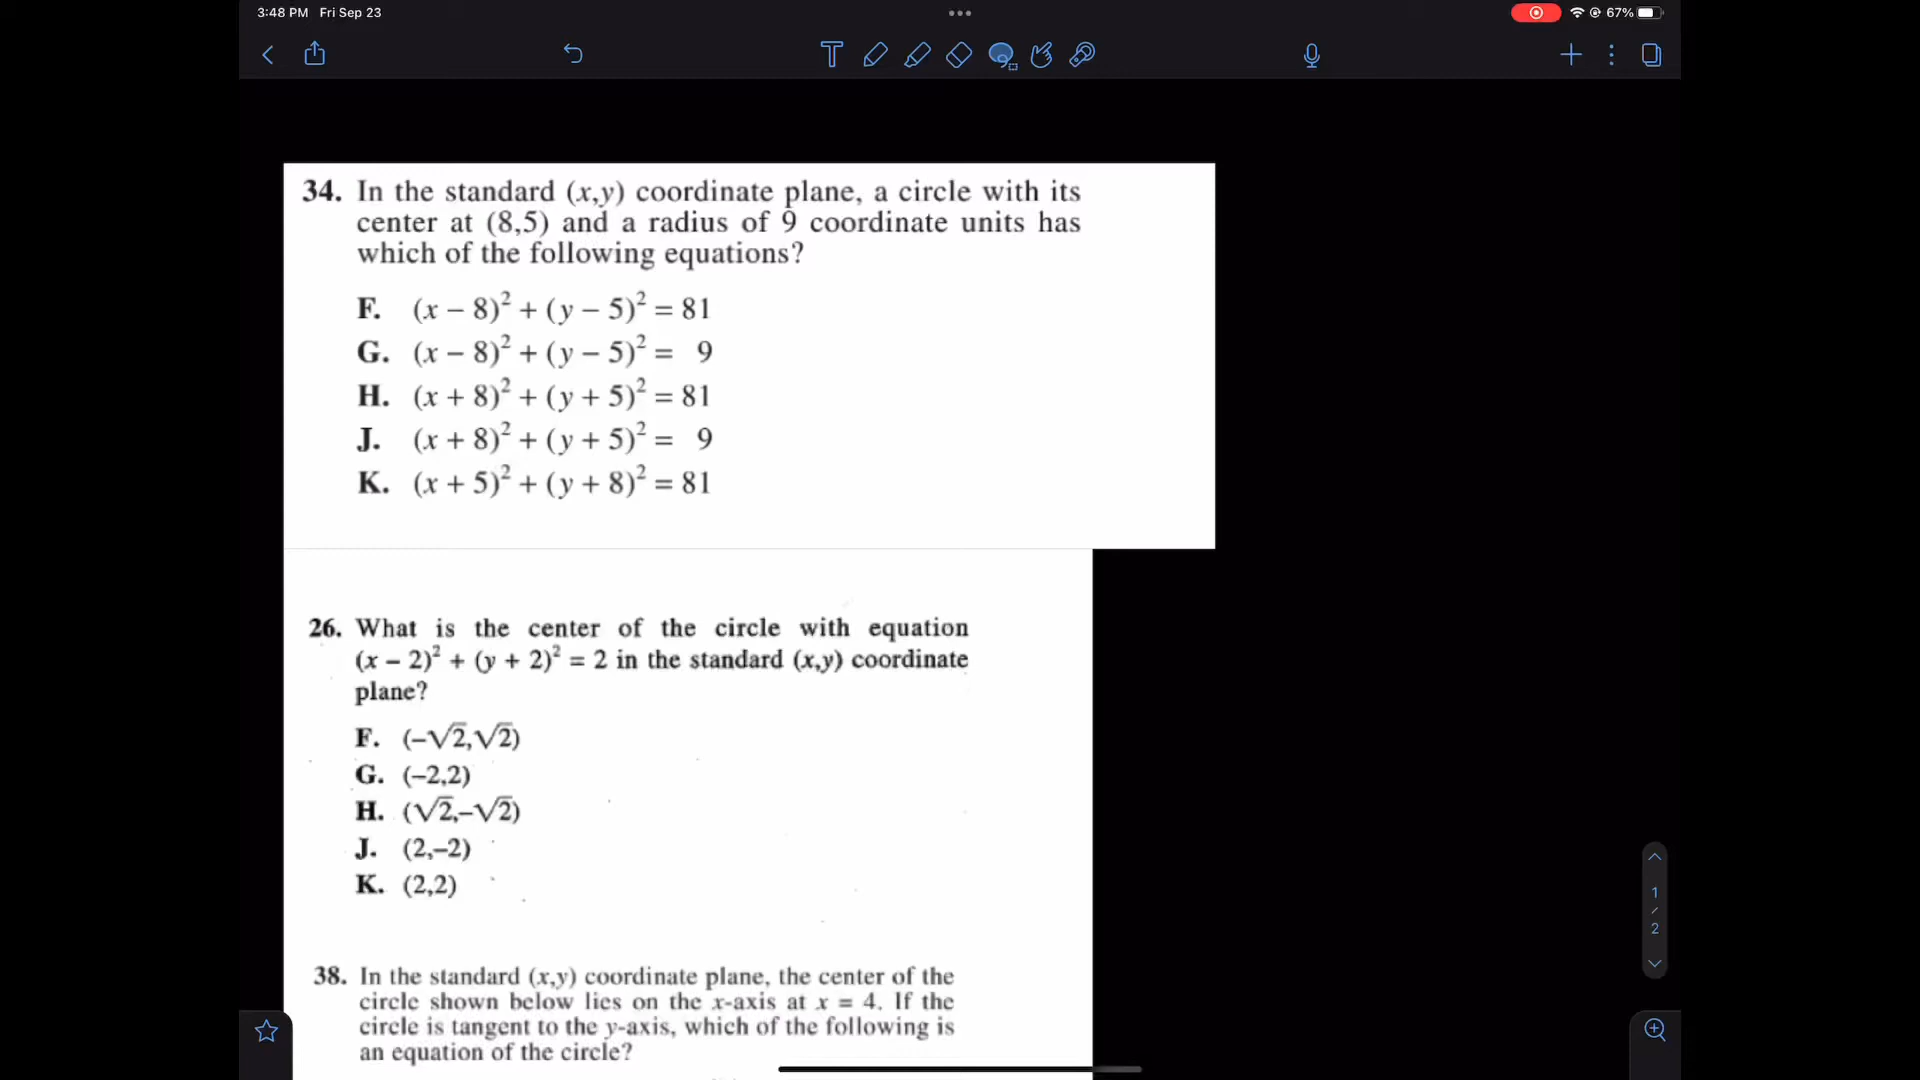 3:48 PM Fri Sep 23
67%
34. In the standard (x,y) coordinate plane, a circle with its
center at (8,5) and a radius of 9 coordinate units has
which of the following equations?
F. (x – 8)² + (y – 5)² = 81
G. (x – 8)² + (y – 5)² = 9
H. (x + 8)² + (y + 5)² = 81
J. (x + 8)² + (y + 5)² = 9
K. (x + 5)² + (y + 8)² = 81
26. What is the center of the circle with equation
(x – 2)² + (y + 2)² = 2 in the standard (x,y) coordinate
plane?
F. (–√2,√2)
G. (–2,2)
H. (√2,–√2)
J. (2,–2)
K. (2,2)
38. In the standard (x,y) coordinate plane, the center of the
circle shown below lies on the x-axis at x = 4. If the
circle is tangent to the y-axis, which of the following is
an equation of the circle?
1
/
2